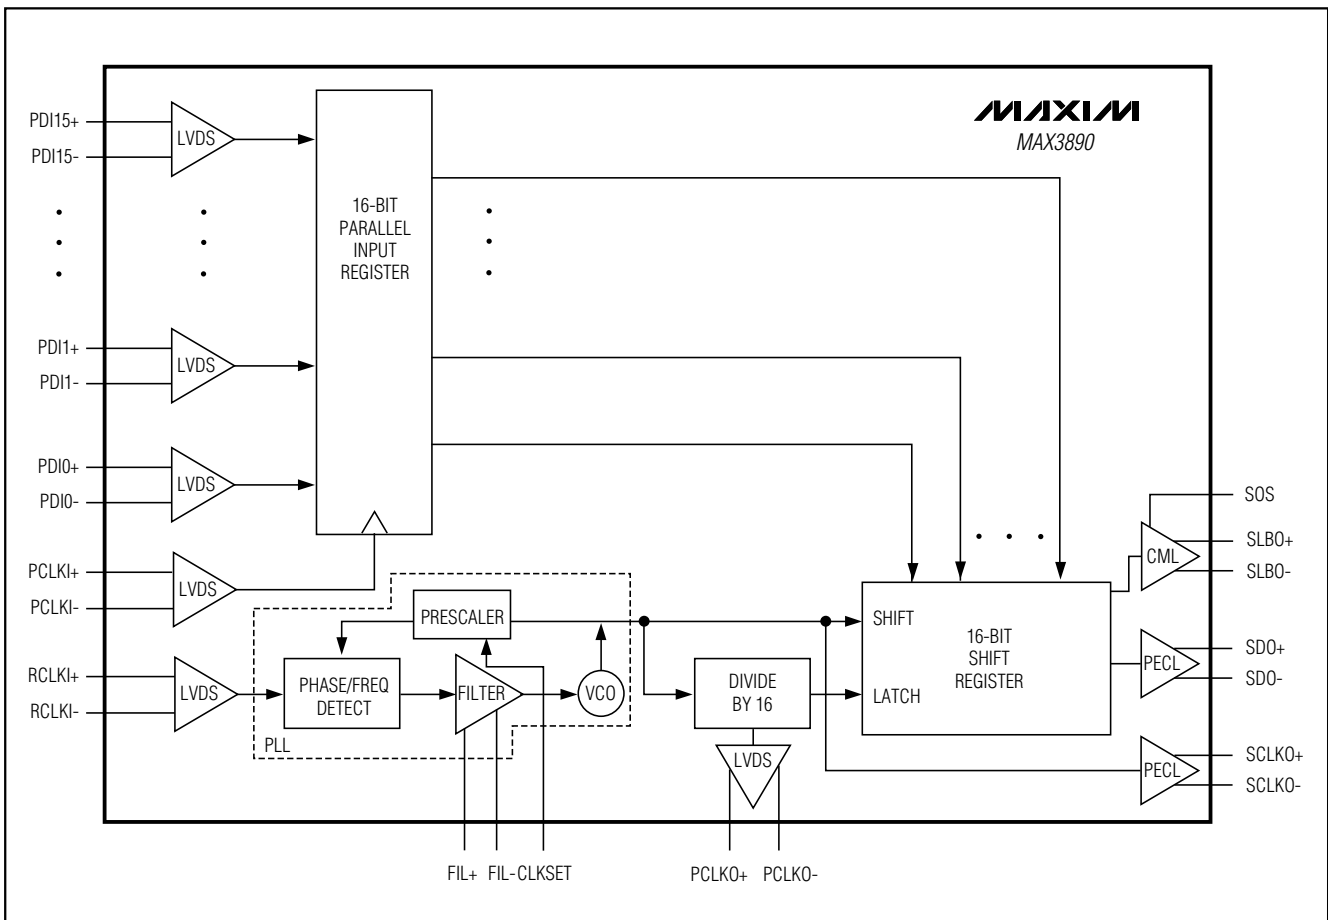 MAXIM
MAX3890
PDI15+
PDI15-
LVDS
16-BIT
PARALLEL
INPUT
REGISTER
PDI1+
PDI1-
LVDS
PDI0+
PDI0-
LVDS
PCLKI+
PCLKI-
LVDS
RCLKI+
RCLKI-
LVDS
PRESCALER
PHASE/FREQ
DETECT
FILTER
VCO
PLL
FIL+
FIL-
CLKSET
DIVIDE
BY 16
LVDS
PCLKO+
PCLKO-
SHIFT
LATCH
16-BIT
SHIFT
REGISTER
CML
SOS
SLBO+
SLBO-
PECL
SDO+
SDO-
PECL
SCLKO+
SCLKO-